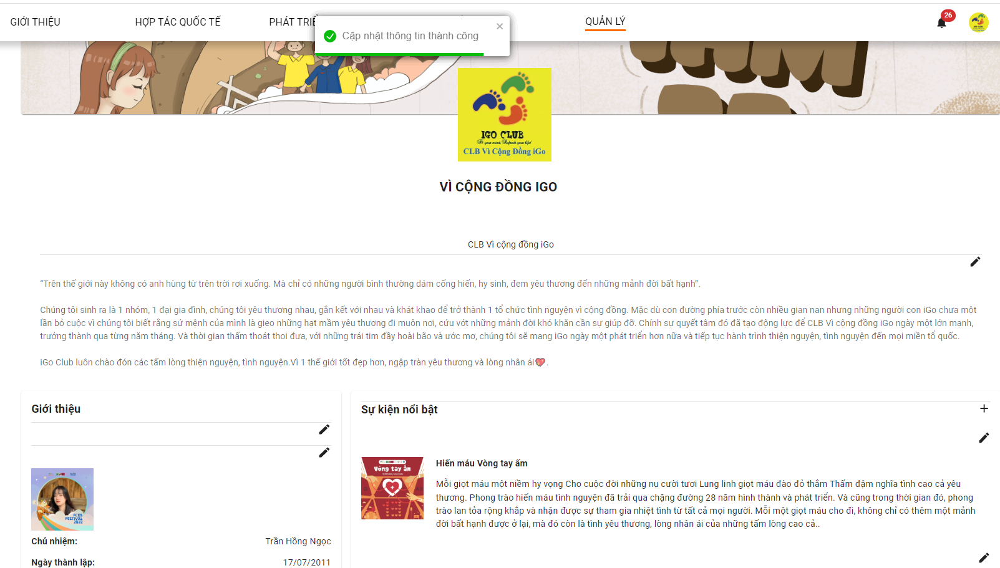 GIỚI THIỆU
HỢP TÁC QUỐC TẾ
PHÁT TRIỂ
QUẢN LÝ
26
Cập nhật thông tin thành công
IGO CLUB
CLB Vì Cộng Đồng iGo
VÌ CỘNG ĐỒNG IGO
CLB Vì cộng đồng iGo
“Trên thế giới này không có anh hùng từ trên trời rơi xuống. Mà chỉ có những người bình thường dám cống hiến, hy sinh, đem yêu thương đến những mảnh đời bất hạnh”.
Chúng tôi sinh ra là 1 nhóm, 1 đại gia đình, chúng tôi yêu thương nhau, gắn kết với nhau và khát khao để trở thành 1 tổ chức tình nguyện vì cộng đồng. Mặc dù con đường phía trước còn nhiều gian nan nhưng những người con iGo chưa một
lần bỏ cuộc vì chúng tôi biết rằng sứ mệnh của mình là gieo những hạt mầm yêu thương đi muôn nơi, cứu vớt những mảnh đời khó khăn cần sự giúp đỡ. Chính sự quyết tâm đó đã tạo động lực để CLB Vì cộng đồng iGo ngày một lớn mạnh,
trưởng thành qua từng năm tháng. Và thời gian thấm thoát thoi đưa, với những trái tim đầy hoài bão và ước mơ, chúng tôi sẽ mang iGo ngày một phát triển hơn nữa và tiếp tục hành trình thiện nguyện, tình nguyện đến mọi miền tổ quốc.
iGo Club luôn chào đón các tấm lòng thiện nguyện, tình nguyện.Vì 1 thế giới tốt đẹp hơn, ngập tràn yêu thương và lòng nhân ái💖.
Giới thiệu
FCOS
FESTIVAL
2022
Chủ nhiệm: Trần Hồng Ngọc
Ngày thành lập: 17/07/2011
Sự kiện nổi bật
Vòng tay ấm
Hiến máu Vòng tay ấm
Mỗi giọt máu một niềm hy vọng Cho cuộc đời những nụ cười tươi Lung linh giọt máu đào đỏ thắm Thấm đậm nghĩa tình cao cả yêu
thương. Phong trào hiến máu tình nguyện đã trải qua chặng đường 28 năm hình thành và phát triển. Và cũng trong thời gian đó, phong
trào lan tỏa rộng khắp và nhận được sự tham gia nhiệt tình từ tất cả mọi người. Mỗi một giọt máu cho đi, không chỉ có thêm một mảnh
đời bất hạnh được ở lại, mà đó còn là tình yêu thương, lòng nhân ái của những tấm lòng cao cả..